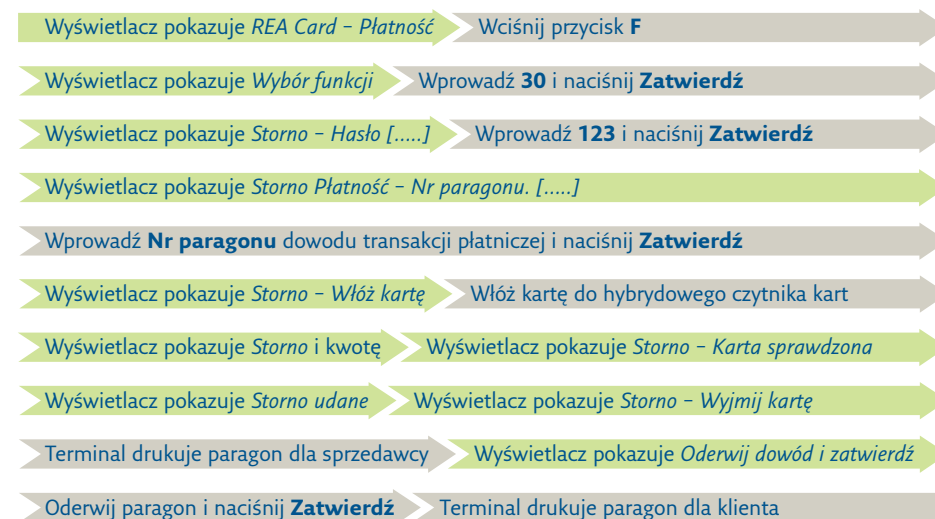 Wyświetlacz pokazuje REA Card – Płatność Wciśnij przycisk F
Wyświetlacz pokazuje Wybór funkcji Wprowadź 30 i naciśnij Zatwierdź
Wyświetlacz pokazuje Storno – Hasło [.....] Wprowadź 123 i naciśnij Zatwierdź
Wyświetlacz pokazuje Storno Płatność – Nr paragonu. [.....]
Wprowadź Nr paragonu dowodu transakcji płatniczej i naciśnij Zatwierdź
Wyświetlacz pokazuje Storno – Włóż kartę Włóż kartę do hybrydowego czytnika kart
Wyświetlacz pokazuje Storno i kwotę Wyświetlacz pokazuje Storno – Karta sprawdzona
Wyświetlacz pokazuje Storno udane Wyświetlacz pokazuje Storno – Wyjmij kartę
Terminal drukuje paragon dla sprzedawcy Wyświetlacz pokazuje Oderwij dowód i zatwierdź
Oderwij paragon i naciśnij Zatwierdź Terminal drukuje paragon dla klienta